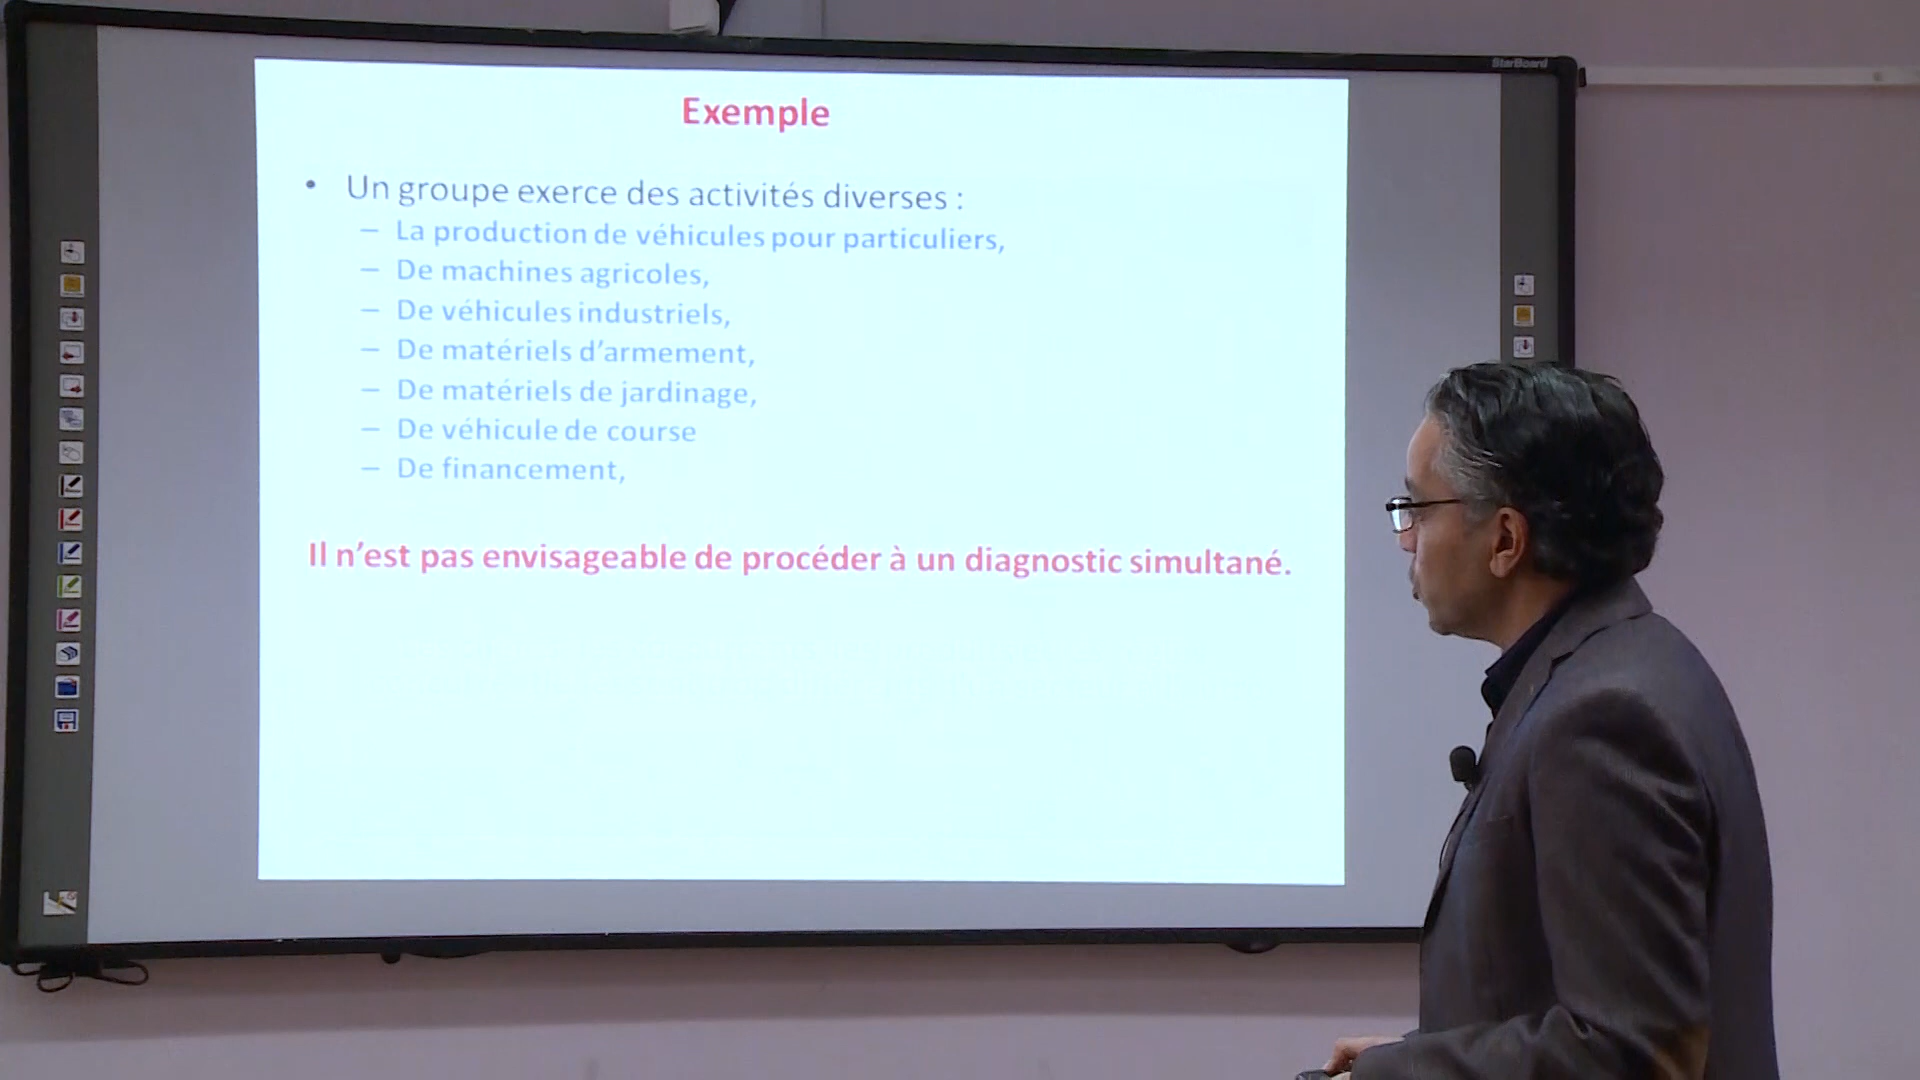 StarBoard
Exemple
• Un groupe exerce des activités diverses :
– La production de véhicules pour particuliers,
– De machines agricoles,
– De véhicules industriels,
– De matériels d’armement,
– De matériels de jardinage,
– De véhicule de course
– De financement,
Il n’est pas envisageable de procéder à un diagnostic simultané.